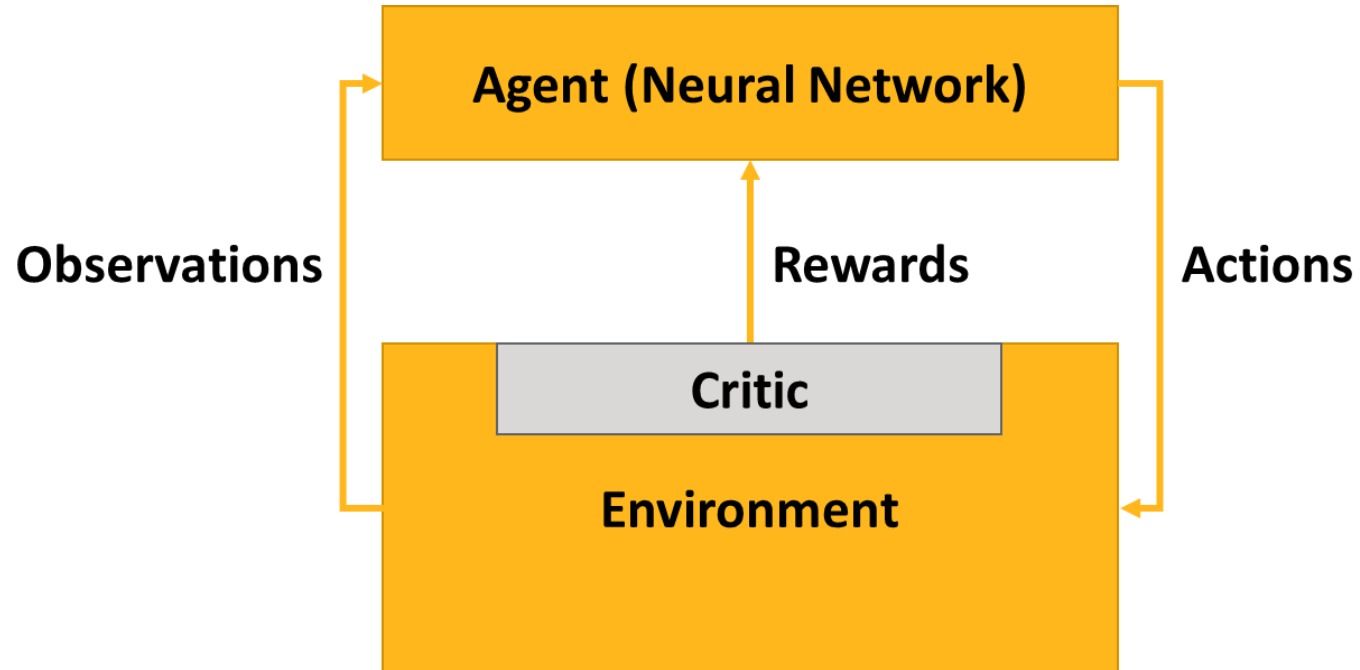 Agent (Neural Network)
Observations
Rewards
Actions
Critic
Environment